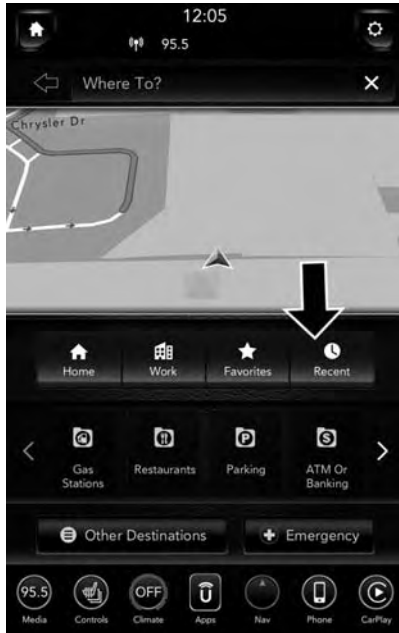 12:05
95.5
Where To?
Chrysler Dr
Home Work Favorites Recent
P S
Gas Stations Restaurants Parking ATM Or Banking
Other Destinations Emergency
95.5 OFF
Media Controls Climate Apps Nav Phone CarPlay